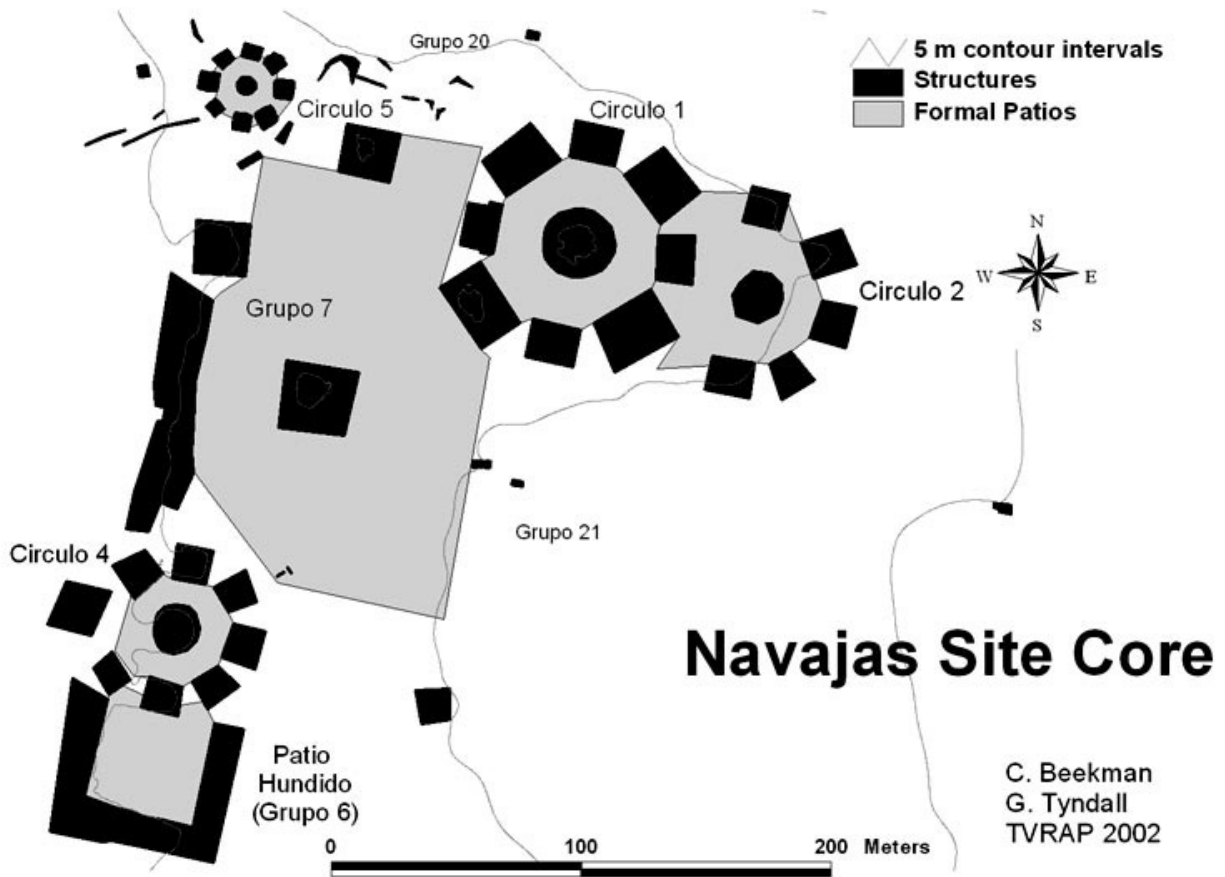 Grupo 20
5 m contour intervals
Structures
Formal Patios
Circulo 5
Circulo 1
N
W
E
S
Circulo 2
Grupo 7
Grupo 21
Circulo 4
Navajas Site Core
Patio
Hundido
(Grupo 6)
C. Beekman
G. Tyndall
TVRAP 2002
0 100 200 Meters